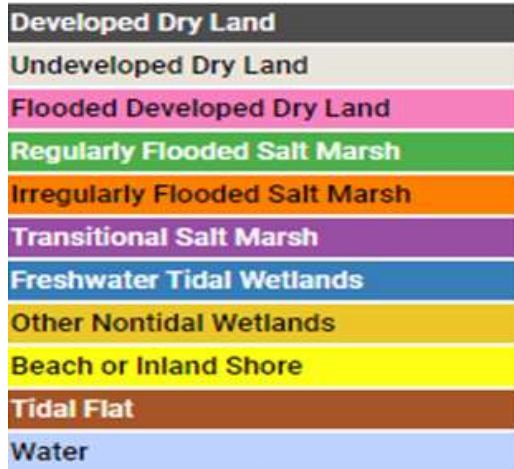 Developed Dry Land
Undeveloped Dry Land
Flooded Developed Dry Land
Regularly Flooded Salt Marsh
Irregularly Flooded Salt Marsh
Transitional Salt Marsh
Freshwater Tidal Wetlands
Other Nontidal Wetlands
Beach or Inland Shore
Tidal Flat
Water